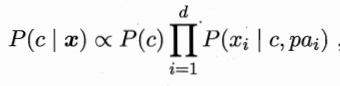 P(c | x) ∝ P(c) ∏_{i=1}^{d} P(x_i | c, pa_i) ,